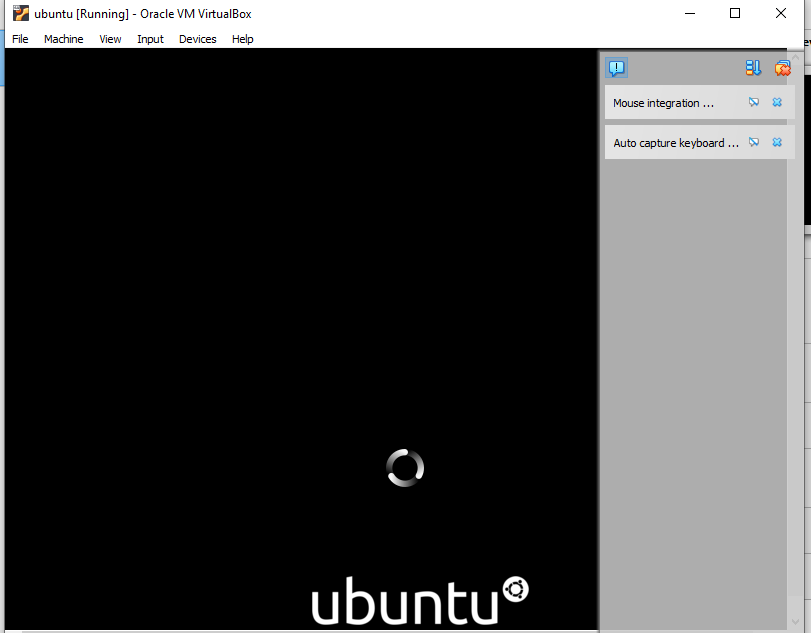 ubuntu [Running] - Oracle VM VirtualBox
File Machine View Input Devices Help
Mouse integration ...
Auto capture keyboard ...
ubuntu